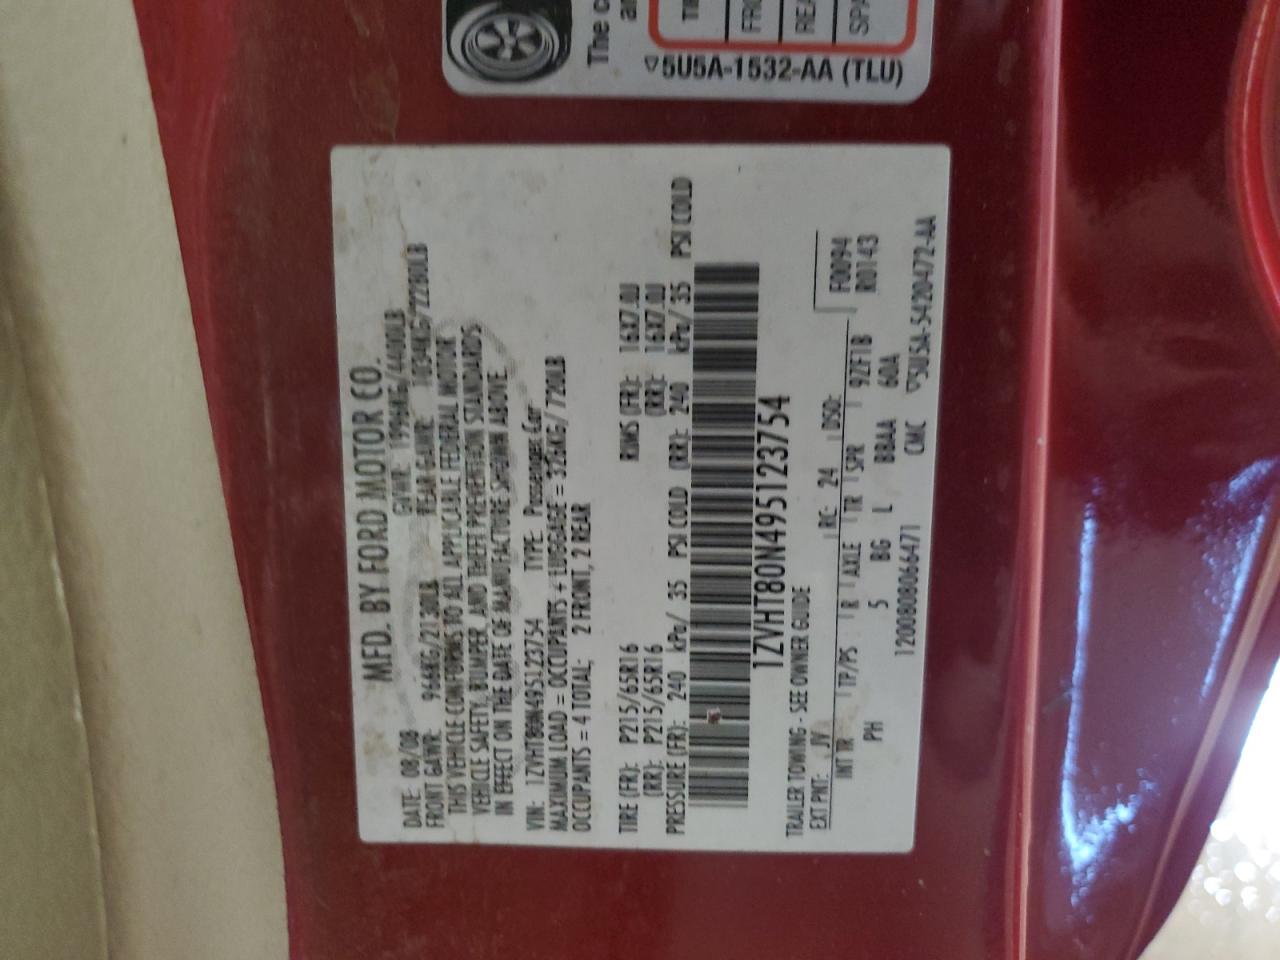 MFD. BY FORD MOTOR CO.
DATE: 08/08 GVWR: 1996KG/4400LB
FRONT GAWR: 966KG/2130LB REAR GAWR: 1034KG/2280LB
THIS VEHICLE CONFORMS TO ALL APPLICABLE FEDERAL MOTOR
VEHICLE SAFETY, BUMPER, AND THEFT PREVENTION STANDARDS
IN EFFECT ON THE DATE OF MANUFACTURE SHOWN ABOVE.
VIN: 1ZVHT80N495123754 TYPE: Passenger Car
MAXIMUM LOAD = OCCUPANTS + LUGGAGE = 326KG/ 720LB
OCCUPANTS = 4 TOTAL; 2 FRONT, 2 REAR
TIRE (FR): P215/65R16 RIMS (FR): 16X7.0J
(RR): P215/65R16 (RR): 16X7.0J
PRESSURE (FR): 240 kPa/ 35 PSI COLD (RR): 240 kPa/ 35 PSI COLD
1ZVHT80N495123754
TRAILER TOWING - SEE OWNER GUIDE
EXT PNT: JV RC: 24 DSO:
INT TR TP/PS R AXLE TR SPR F00094
PH 5 BG L BBAA 9ZF1B R0143
60A
1200808066471 CMC ▽5U5A-5420472-AA
The
an
▽5U5A-1532-AA (TLU)